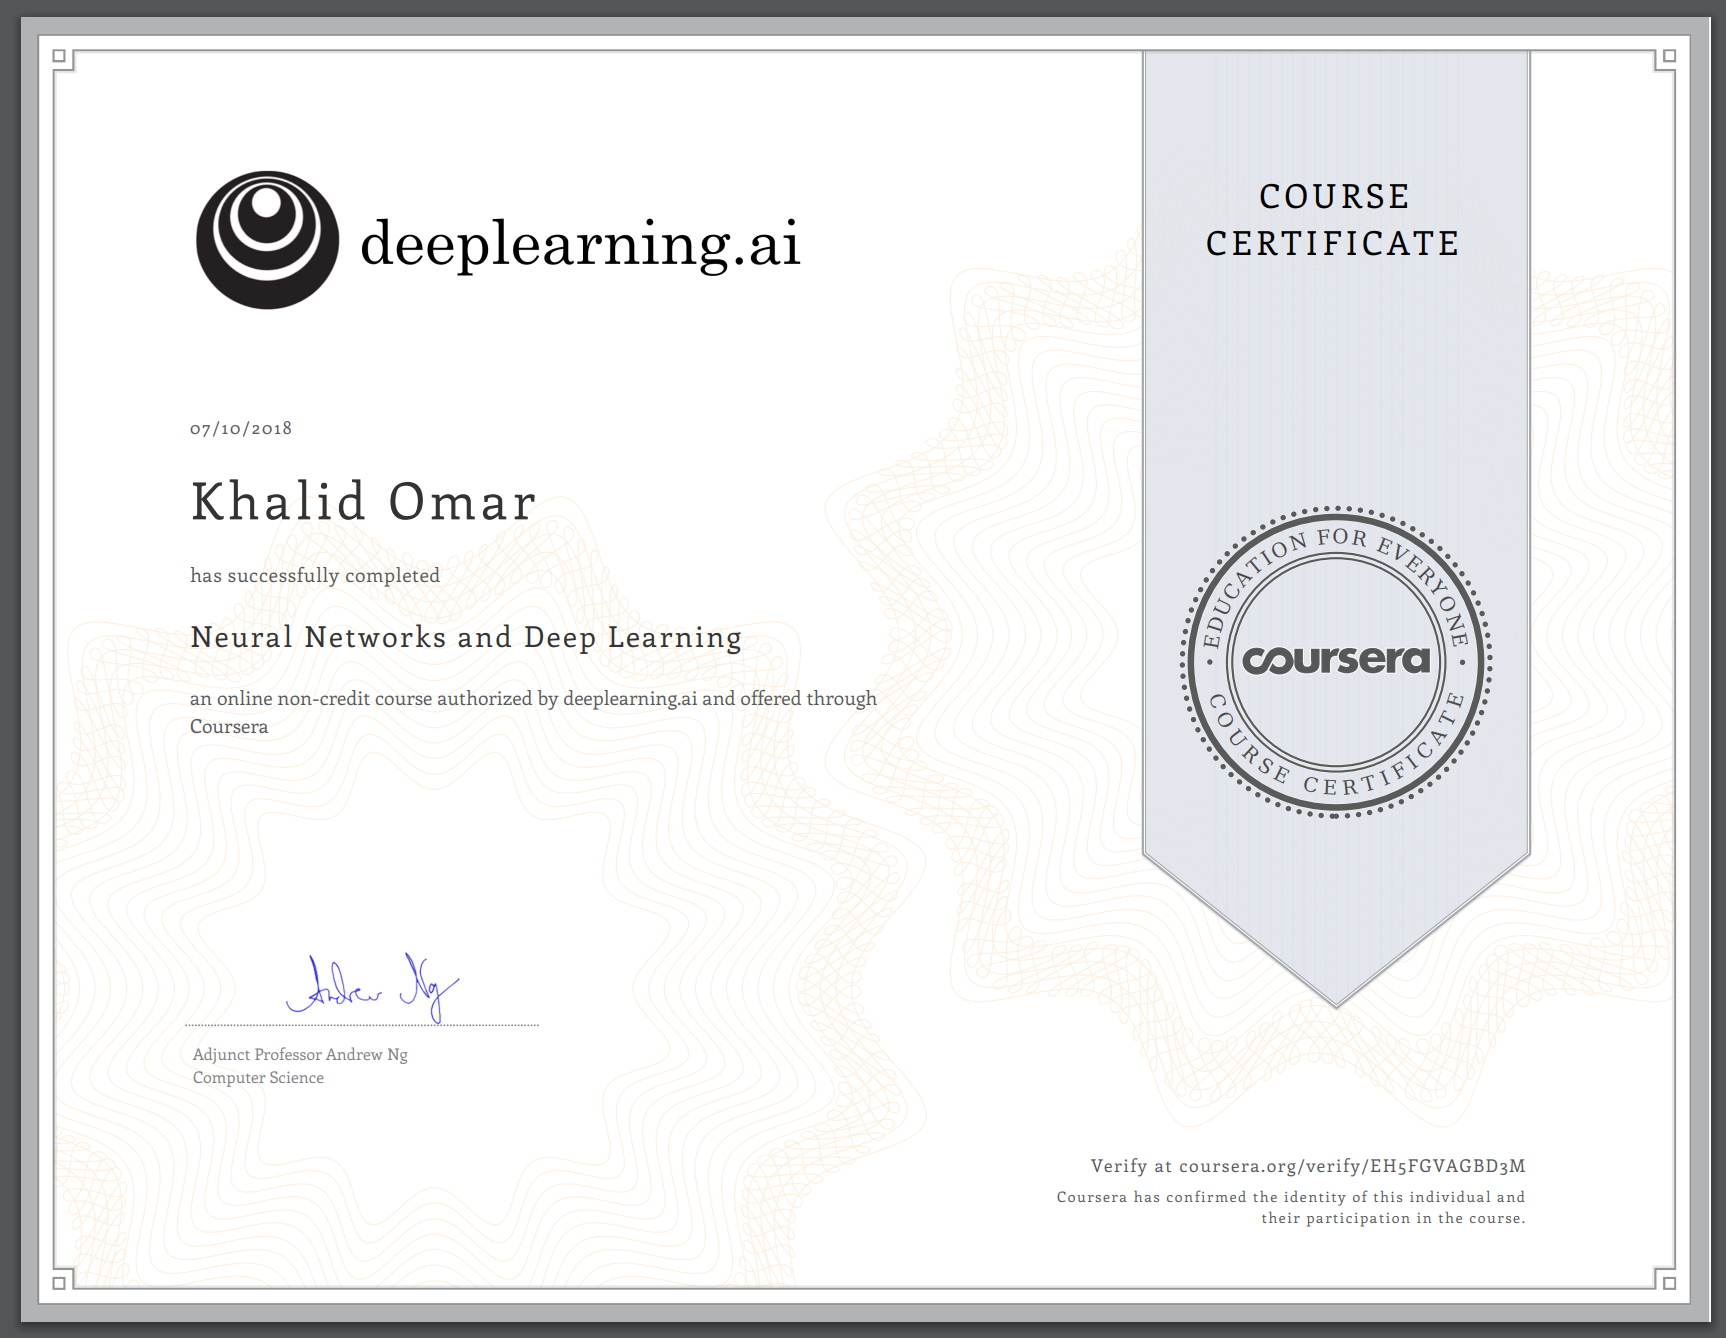 deeplearning.ai
COURSE
CERTIFICATE
07/10/2018
Khalid Omar
has successfully completed
Neural Networks and Deep Learning
an online non-credit course authorized by deeplearning.ai and offered through
Coursera
EDUCATION FOR EVERYONE
coursera
COURSE CERTIFICATE
Andrew Ng
Adjunct Professor Andrew Ng
Computer Science
Verify at coursera.org/verify/EH5FGVAGBD3M
Coursera has confirmed the identity of this individual and
their participation in the course.